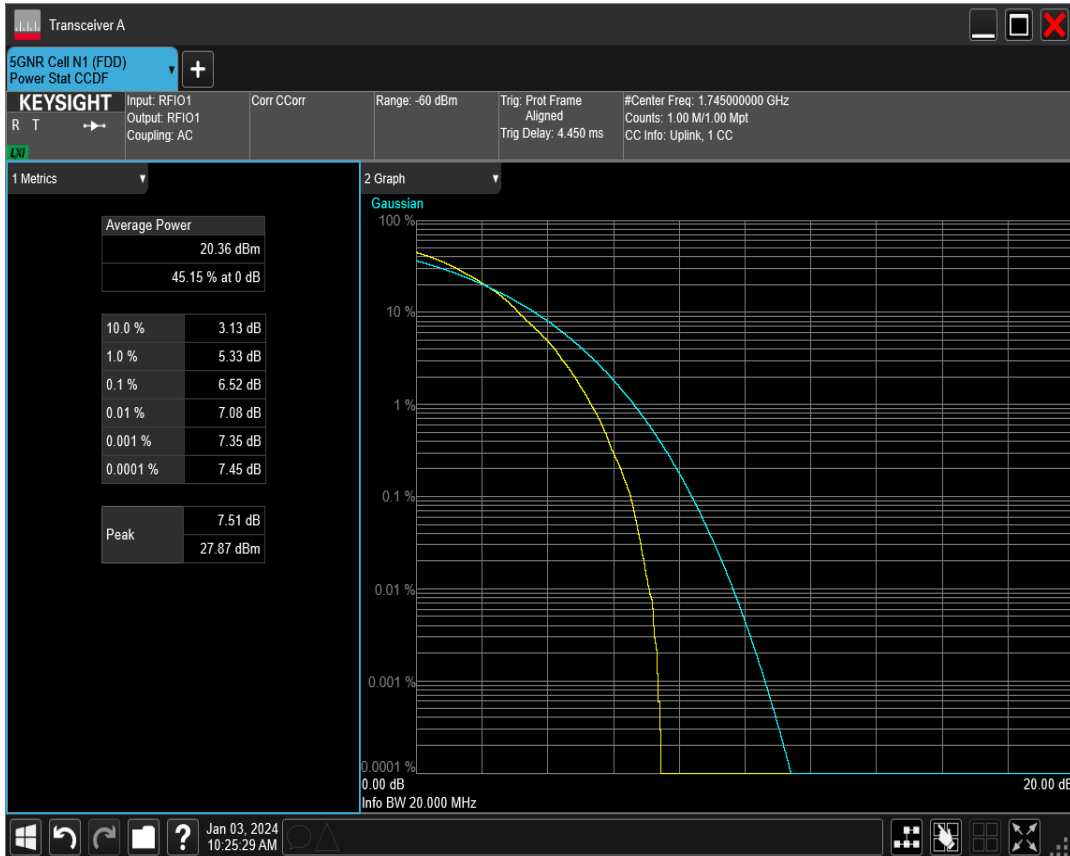 Transceiver A
5GNR Cell N1 (FDD)
Power Stat CCDF
+
KEYSIGHT
R T
LXI
Input: RFIO1
Output: RFIO1
Coupling: AC
Corr CCorr
Range: -60 dBm
Trig: Prot Frame
Aligned
Trig Delay: 4.450 ms
#Center Freq: 1.745000000 GHz
Counts: 1.00 M/1.00 Mpt
CC Info: Uplink, 1 CC
1 Metrics
Average Power
20.36 dBm
45.15 % at 0 dB
10.0 % 3.13 dB
1.0 % 5.33 dB
0.1 % 6.52 dB
0.01 % 7.08 dB
0.001 % 7.35 dB
0.0001 % 7.45 dB
Peak
7.51 dB
27.87 dBm
2 Graph
Gaussian
100 %
10 %
1 %
0.1 %
0.01 %
0.001 %
0.0001 %
0.00 dB 20.00 dB
Info BW 20.000 MHz
?
Jan 03, 2024
10:25:29 AM